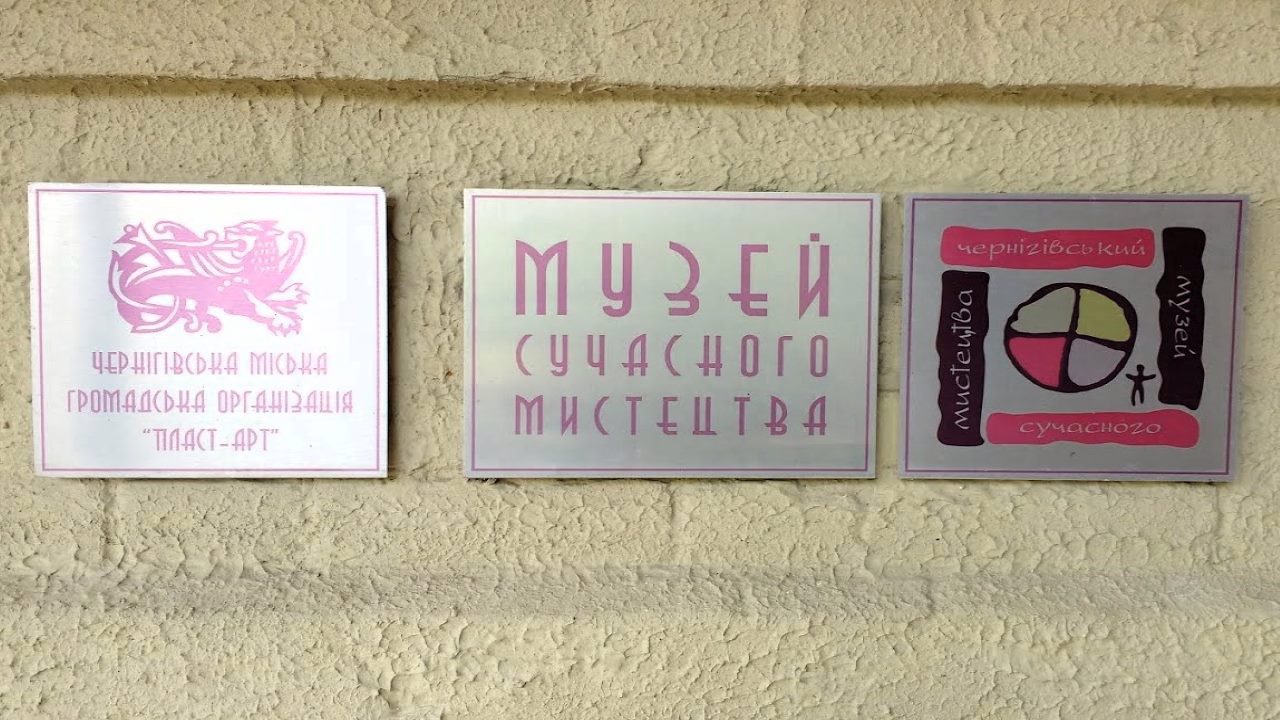 ЧЕРНІГІВСЬКА МІСЬКА
ГРОМАДСЬКА ОРГАНІЗАЦІЯ
"ПЛАСТ-АРТ"
МУЗЕЙ
СУЧАСНОГО
МИСТЕЦТВА
чернігівський
музей
сучасного
мистецтва